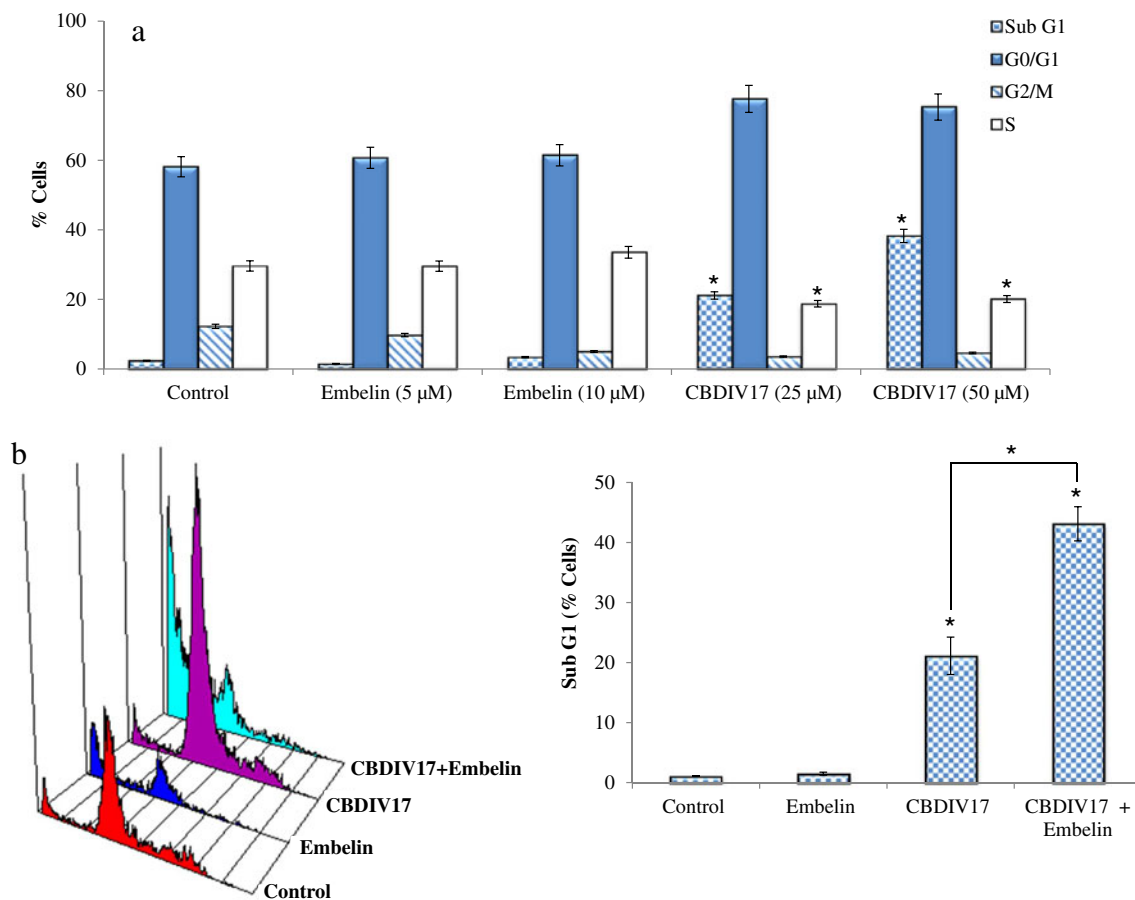 a
100
80
60
40
20
0
% Cells
Sub G1
G0/G1
G2/M
S
* * * *
Control Embelin (5 µM) Embelin (10 µM) CBDIV17 (25 µM) CBDIV17 (50 µM)
b
CBDIV17+Embelin
CBDIV17
Embelin
Control
50
40
30
20
10
0
Sub G1 (% Cells)
*
*
*
Control Embelin CBDIV17 CBDIV17 +
Embelin